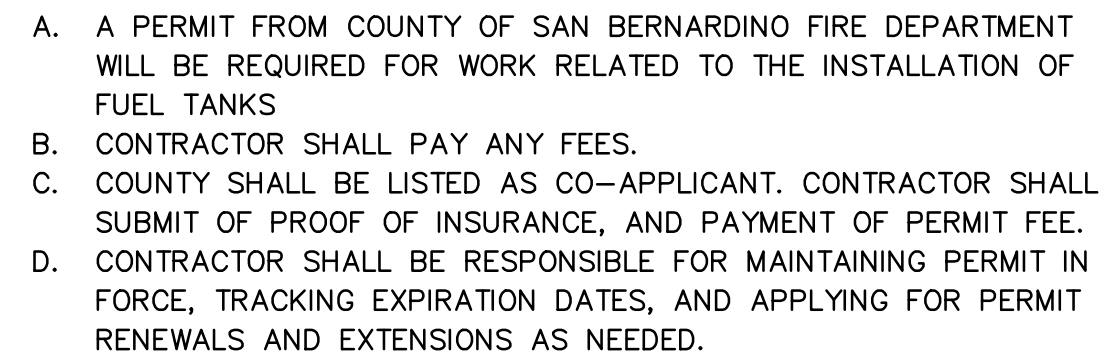 A. A PERMIT FROM COUNTY OF SAN BERNARDINO FIRE DEPARTMENT
WILL BE REQUIRED FOR WORK RELATED TO THE INSTALLATION OF
FUEL TANKS
B. CONTRACTOR SHALL PAY ANY FEES.
C. COUNTY SHALL BE LISTED AS CO–APPLICANT. CONTRACTOR SHALL
SUBMIT OF PROOF OF INSURANCE, AND PAYMENT OF PERMIT FEE.
D. CONTRACTOR SHALL BE RESPONSIBLE FOR MAINTAINING PERMIT IN
FORCE, TRACKING EXPIRATION DATES, AND APPLYING FOR PERMIT
RENEWALS AND EXTENSIONS AS NEEDED.